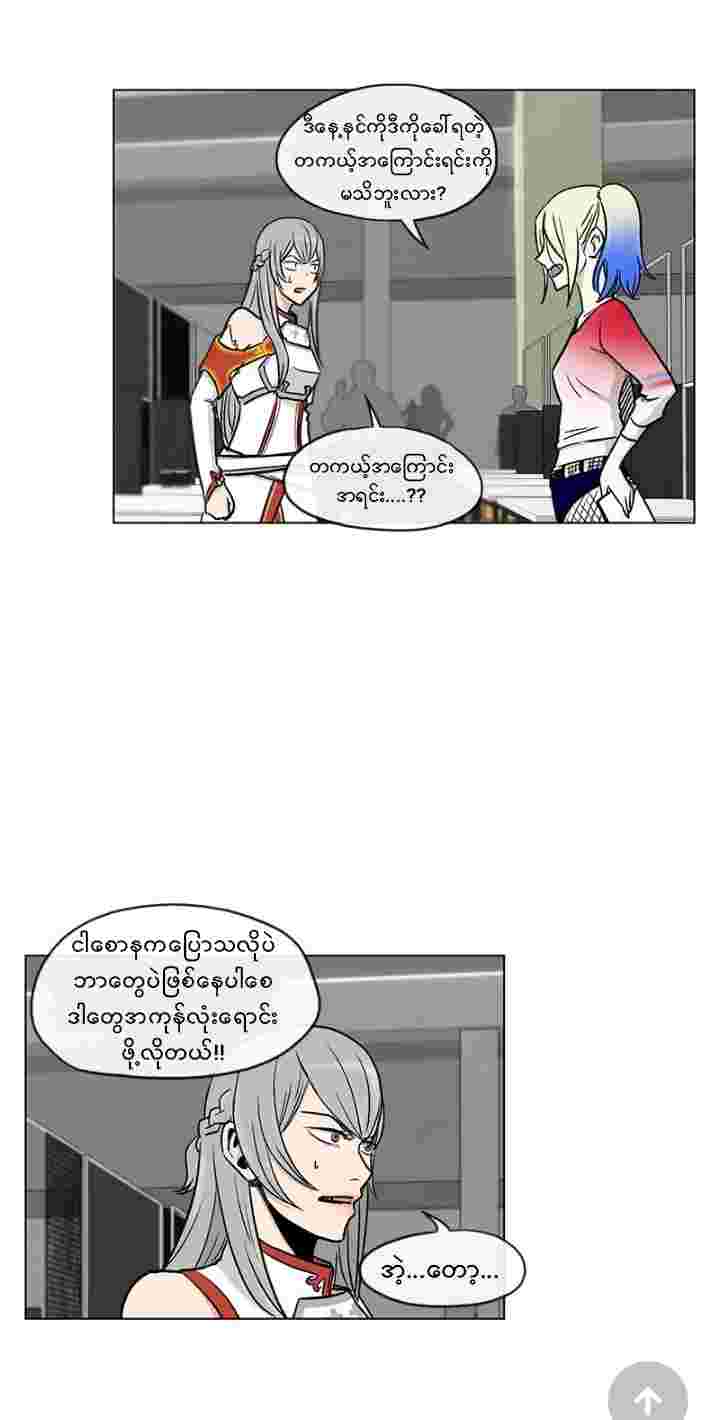 ဒီနေ့နင်ကိုဒီကိုခေါ်ရတဲ့
တကယ့်အကြောင်းရင်းကို
မသိဘူးလား?
တကယ့်အကြောင်း
အရင်း....??
ငါစောနကပြောသလိုပဲ
ဘာတွေပဲဖြစ်နေပါစေ
ဒါတွေအကုန်လုံးရောင်း
ဖို့လိုတယ်!!
အဲ့...တော့...